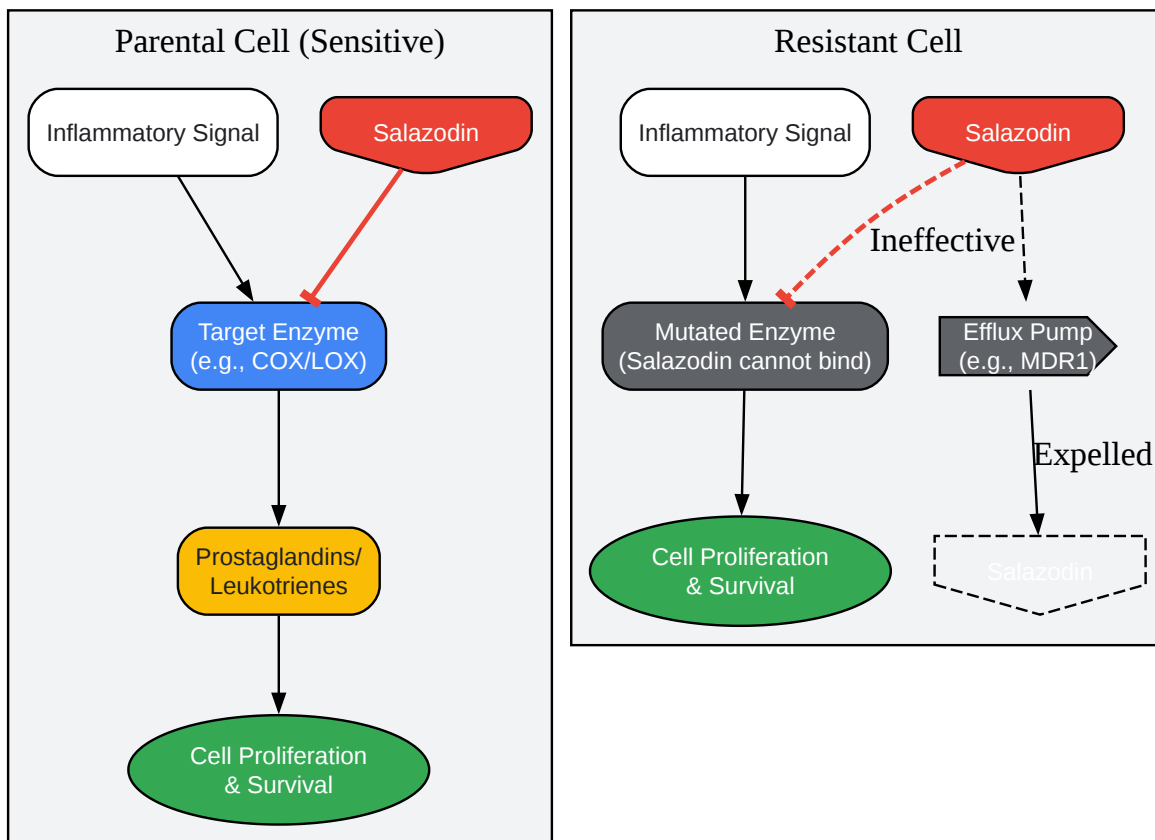 Parental Cell (Sensitive)
Inflammatory Signal
Salazodin
Target Enzyme
(e.g., COX/LOX)
Prostaglandins/
Leukotrienes
Cell Proliferation
& Survival
Resistant Cell
Inflammatory Signal
Salazodin
Ineffective
Mutated Enzyme
(Salazodin cannot bind)
Efflux Pump
(e.g., MDR1)
Expelled
Cell Proliferation
& Survival
Salazodin